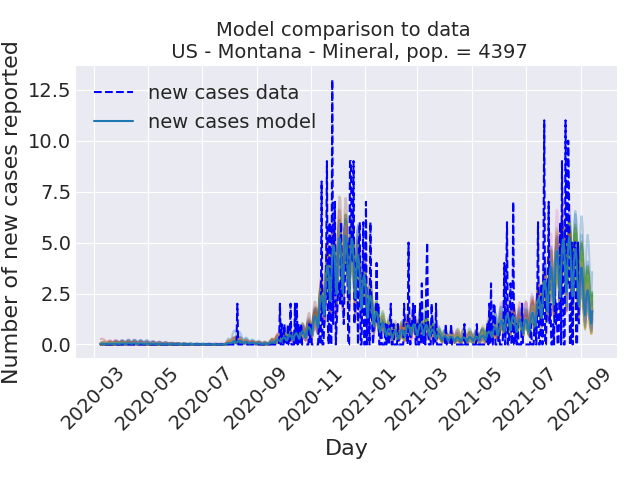 Model comparison to data
US - Montana - Mineral, pop. = 4397
new cases data
new cases model
Number of new cases reported
12.5
10.0
7.5
5.0
2.5
0.0
2020-03
2020-05
2020-07
2020-09
2020-11
2021-01
2021-03
2021-05
2021-07
2021-09
Day